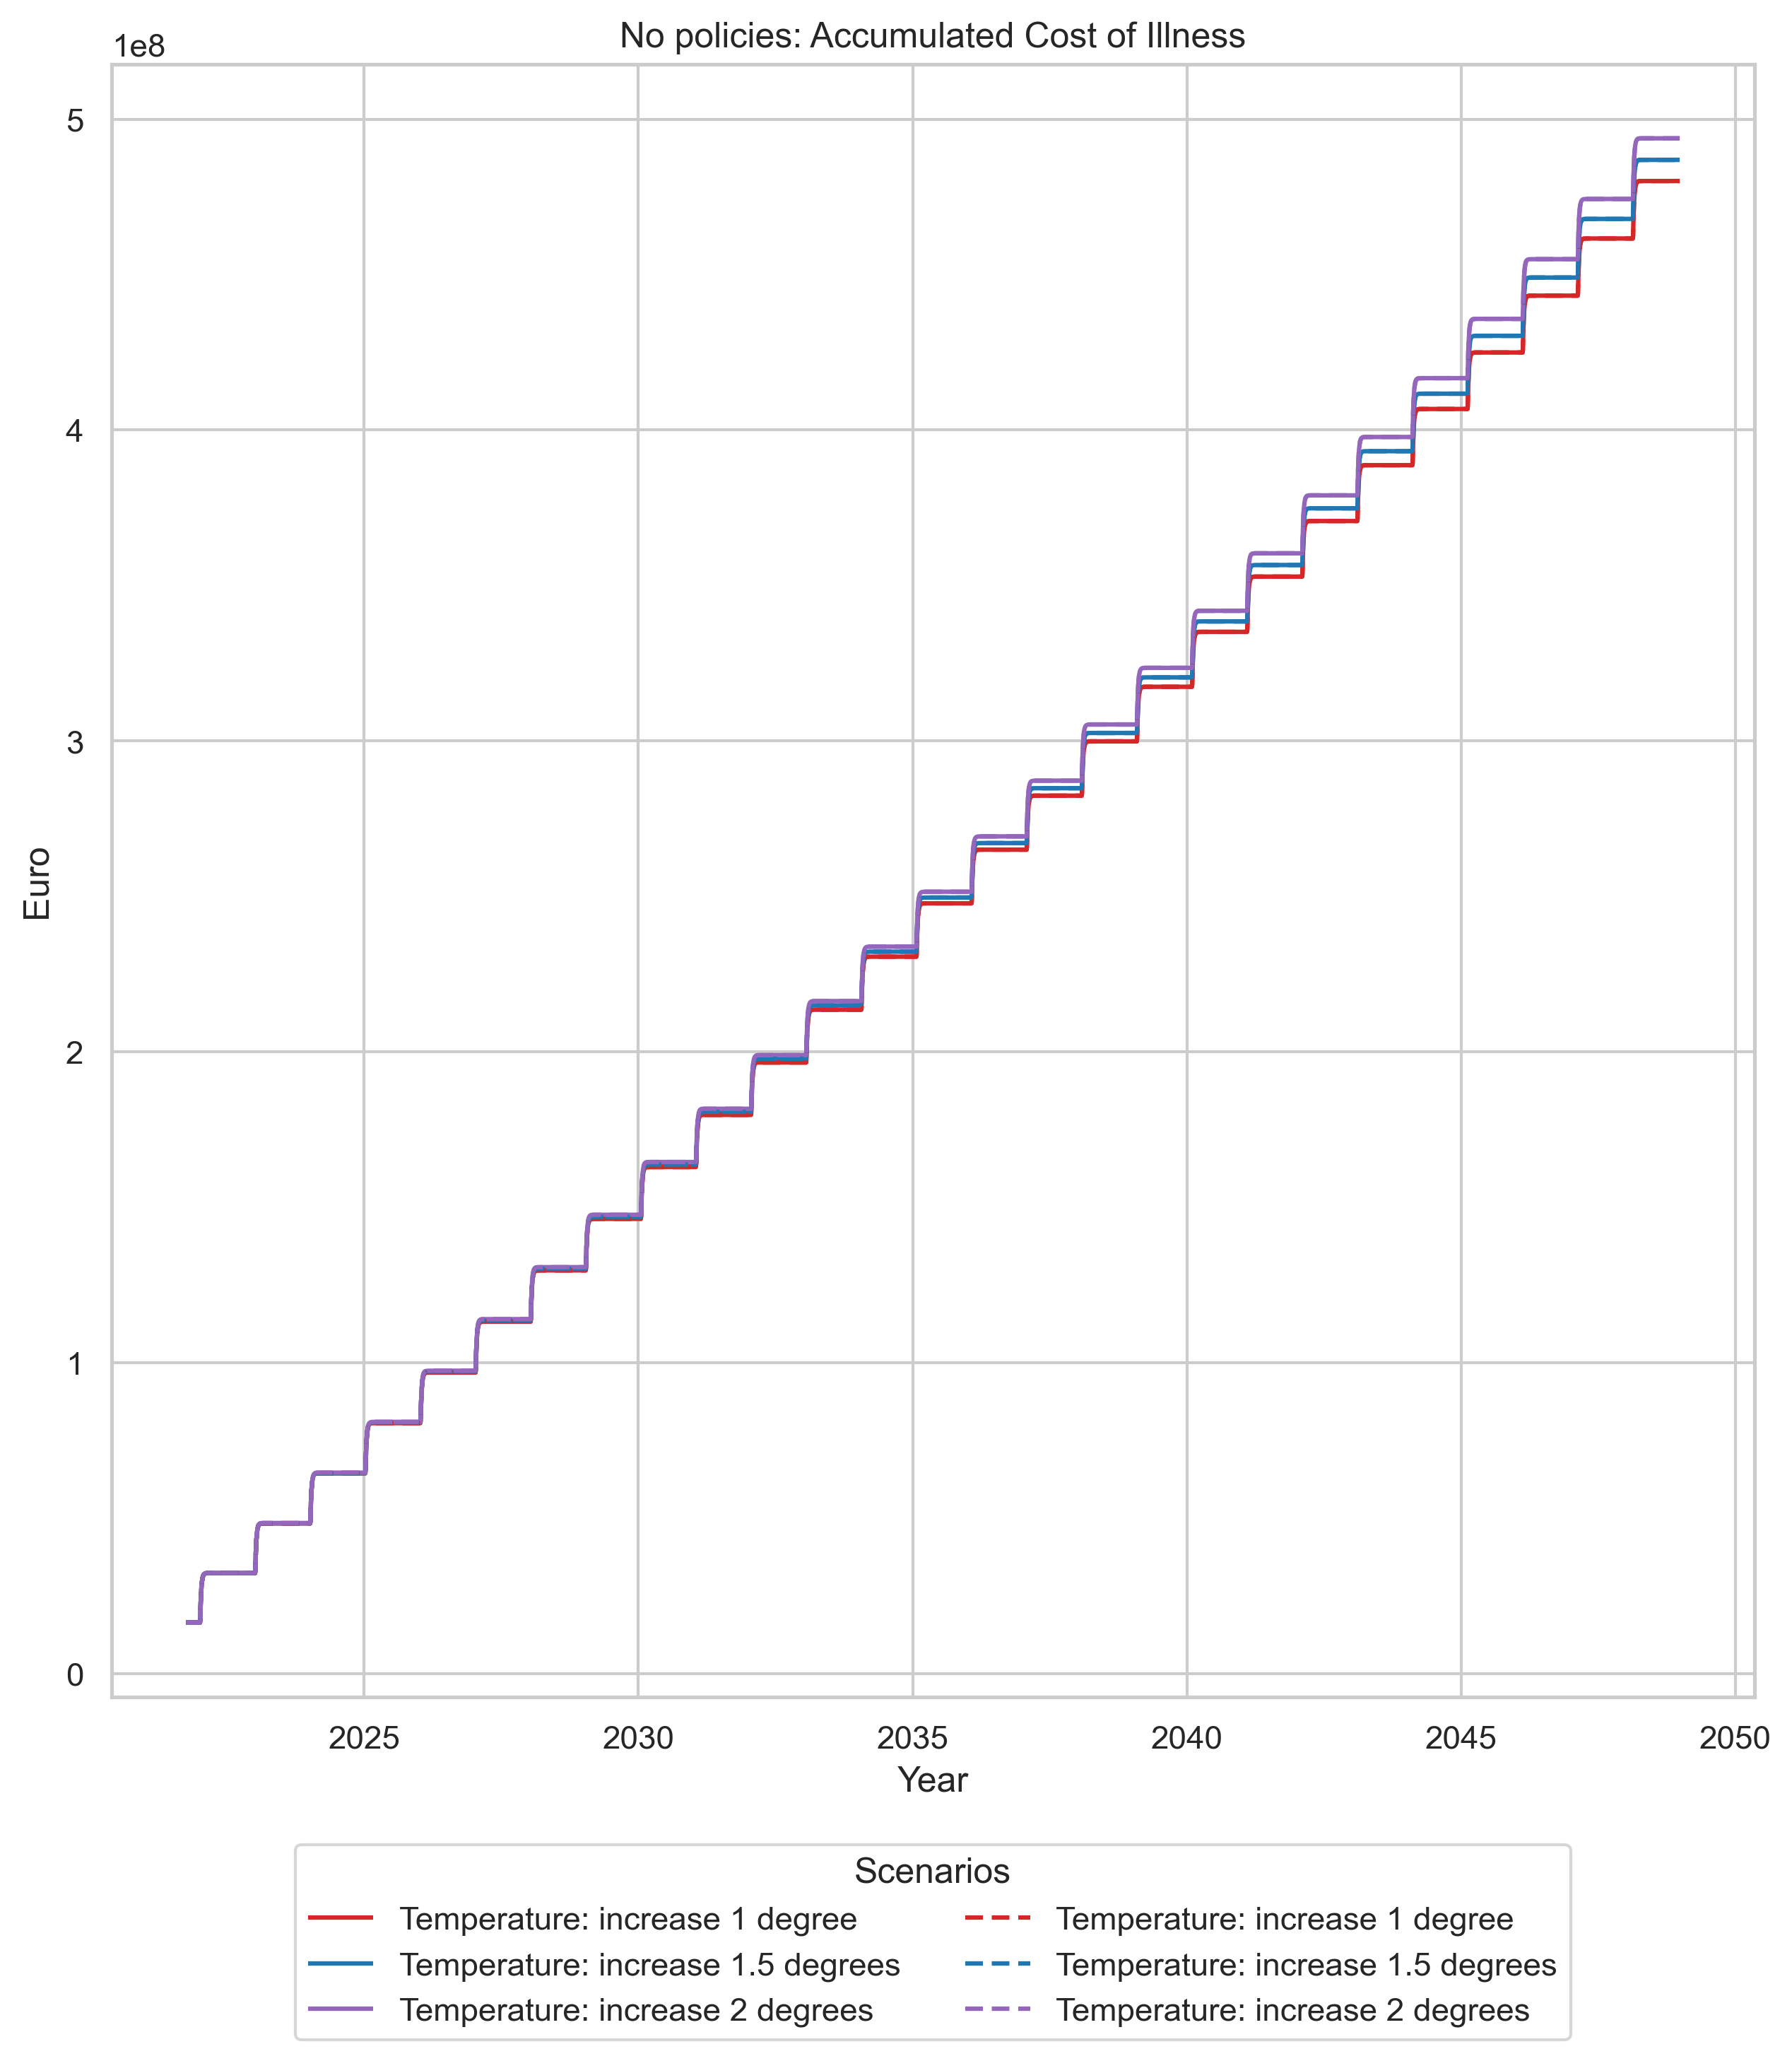 No policies: Accumulated Cost of Illness
1e8
5
4
3
2
1
0
Euro
2025 2030 2035 2040 2045 2050
Year
Scenarios
Temperature: increase 1 degree
Temperature: increase 1.5 degrees
Temperature: increase 2 degrees
Temperature: increase 1 degree
Temperature: increase 1.5 degrees
Temperature: increase 2 degrees